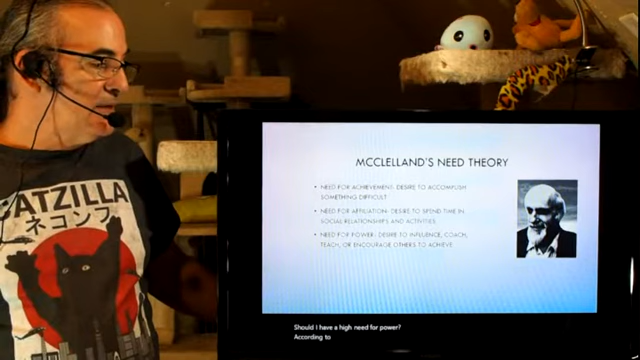 ATZILLA
ネコンフ
MCCLELLAND'S NEED THEORY
• NEED FOR ACHIEVEMENT: DESIRE TO ACCOMPLISH
SOMETHING DIFFICULT
• NEED FOR AFFILIATION: DESIRE TO SPEND TIME IN
SOCIAL RELATIONSHIPS AND ACTIVITIES
• NEED FOR POWER: DESIRE TO INFLUENCE, COACH,
TEACH, OR ENCOURAGE OTHERS TO ACHIEVE
Should I have a high need for power?
According to